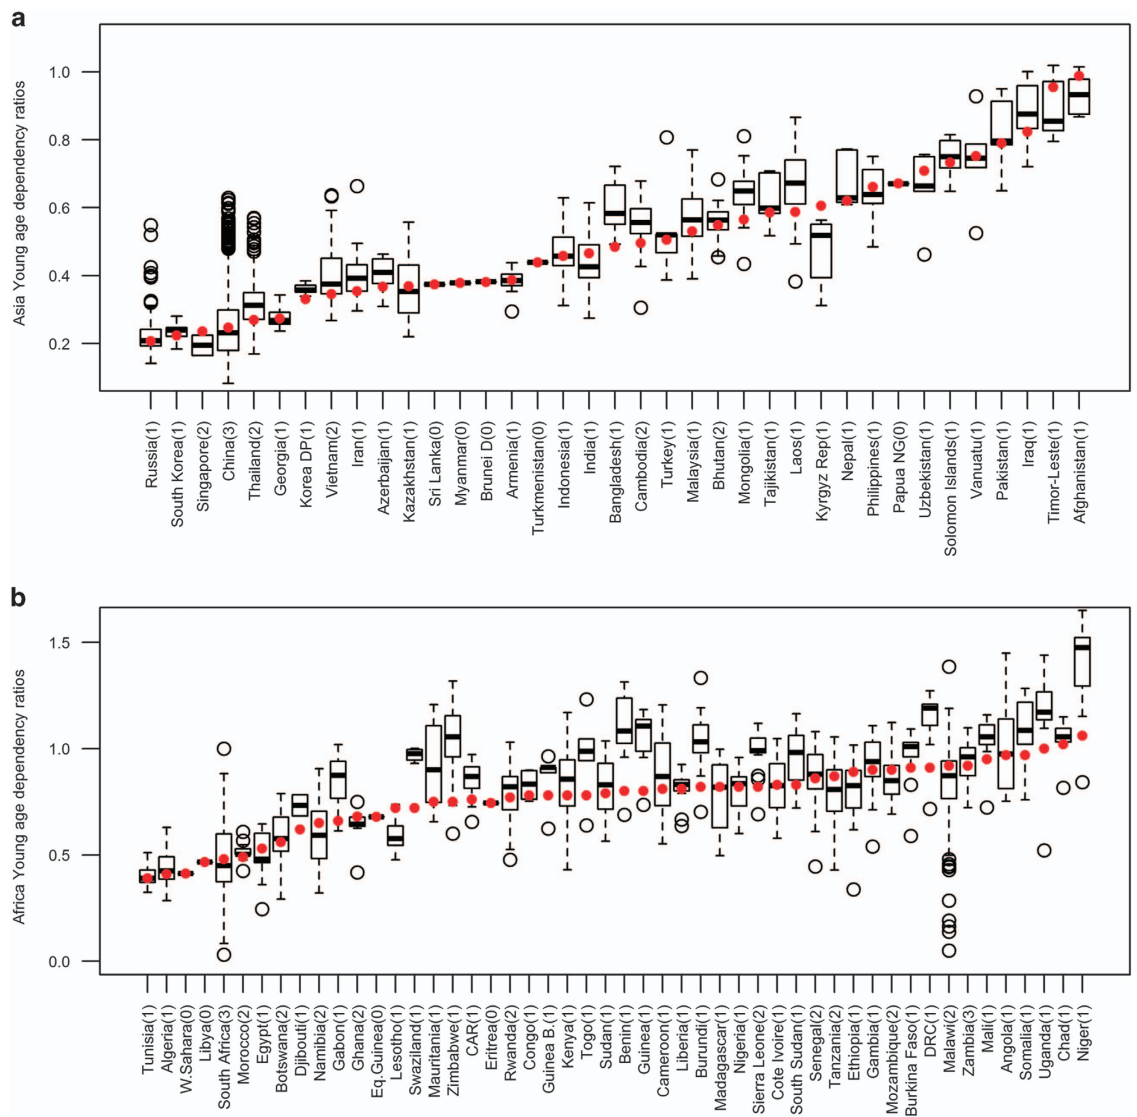 a
Asia Young age dependency ratios
1.0
0.8
0.6
0.4
0.2
Russia(1)
South Korea(1)
Singapore(2)
China(3)
Thailand(2)
Georgia(1)
Korea DP(1)
Vietnam(2)
Iran(1)
Azerbaijan(1)
Kazakhstan(1)
Sri Lanka(0)
Myanmar(0)
Brunei D(0)
Armenia(1)
Turkmenistan(0)
Indonesia(1)
India(1)
Bangladesh(1)
Cambodia(2)
Turkey(1)
Malaysia(1)
Bhutan(2)
Mongolia(1)
Tajikistan(1)
Laos(1)
Kyrgyz Rep(1)
Nepal(1)
Philippines(1)
Papua NG(0)
Uzbekistan(1)
Solomon Islands(1)
Vanuatu(1)
Pakistan(1)
Iraq(1)
Timor-Leste(1)
Afghanistan(1)
b
Africa Young age dependency ratios
1.5
1.0
0.5
0.0
Tunisia(1)
Algeria(1)
W.Sahara(0)
Libya(0)
South Africa(3)
Morocco(2)
Egypt(1)
Botswana(2)
Djibouti(1)
Namibia(2)
Gabon(1)
Ghana(2)
Eq.Guinea(0)
Lesotho(1)
Swaziland(1)
Mauritania(1)
Zimbabwe(1)
CAR(1)
Eritrea(0)
Rwanda(2)
Congo(1)
Guinea B.(1)
Kenya(1)
Togo(1)
Sudan(1)
Benin(1)
Guinea(1)
Cameroon(1)
Liberia(1)
Burundi(1)
Madagascar(1)
Nigeria(1)
Sierra Leone(2)
Cote Ivoire(1)
South Sudan(1)
Senegal(2)
Tanzania(2)
Ethiopia(1)
Gambia(1)
Mozambique(2)
Burkina Faso(1)
DRC(1)
Malawi(2)
Zambia(3)
Mali(1)
Angola(1)
Somalia(1)
Uganda(1)
Chad(1)
Niger(1)